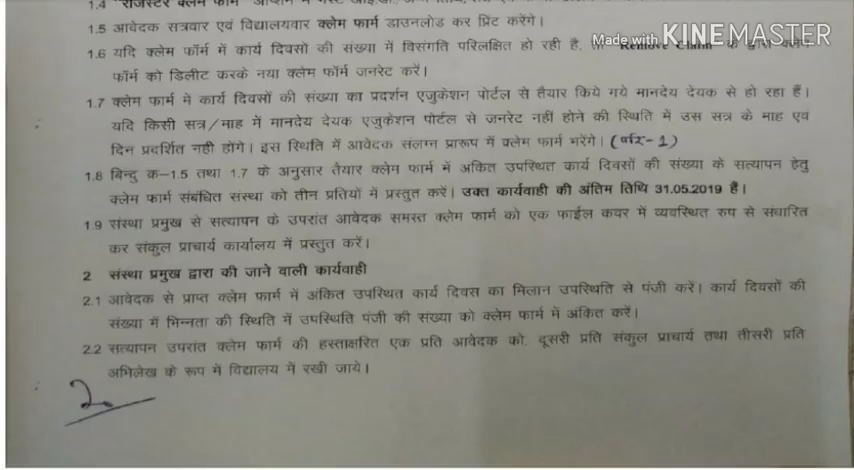 1.4 "रजिस्टर क्लेम फार्म"
1.5 आवेदक सत्रवार एवं विद्यालयवार क्लेम फार्म डाउनलोड कर प्रिंट करेंगे।
Made with KINEMASTER
1.6 यदि क्लेम फॉर्म में कार्य दिवसो की संख्या में विसंगति परिलक्षित हो रही है, "Remove Claim" के द्वारा क्लेम
फॉर्म को डिलीट करके नया क्लेम फॉर्म जनरेट करें।
1.7 क्लेम फार्म में कार्य दिवसों की संख्या का प्रदर्शन एजुकेशन पोर्टल से तैयार किये गये मानदेय देयक से हो रहा हैं।
यदि किसी सत्र/माह में मानदेय देयक एजुकेशन पोर्टल से जनरेट नहीं होने की स्थिति में उस सत्र के माह एवं
दिन प्रदर्शित नही होंगे। इस स्थिति में आवेदक संलग्न प्रारूप में क्लेम फार्म भरेंगे। (परि-1)
1.8 बिन्दु क्र-1.5 तथा 1.7 के अनुसार तैयार क्लेम फार्म में अंकित उपस्थित कार्य दिवसों की संख्या के सत्यापन हेतु
क्लेम फार्म संबंधित संस्था को तीन प्रतियों में प्रस्तुत करें। उक्त कार्यवाही की अंतिम तिथि 31.05.2019 हैं।
1.9 संस्था प्रमुख से सत्यापन के उपरांत आवेदक समस्त क्लेम फार्म को एक फाईल कवर में व्यवस्थित रुप से संधारित
कर संकुल प्राचार्य कार्यालय में प्रस्तुत करें।
2 संस्था प्रमुख द्वारा की जाने वाली कार्यवाही
2.1 आवेदक से प्राप्त क्लेम फार्म में अंकित उपस्थित कार्य दिवस का मिलान उपस्थिति से पंजी करें। कार्य दिवसों की
संख्या में भिन्नता की स्थिति में उपस्थिति पंजी की संख्या को क्लेम फार्म में अंकित करें।
2.2 सत्यापन उपरांत क्लेम फार्म की हस्ताक्षरित एक प्रति आवेदक को, दूसरी प्रति संकुल प्राचार्य तथा तीसरी प्रति
अभिलेख के रूप में विद्यालय में रखी जाये।